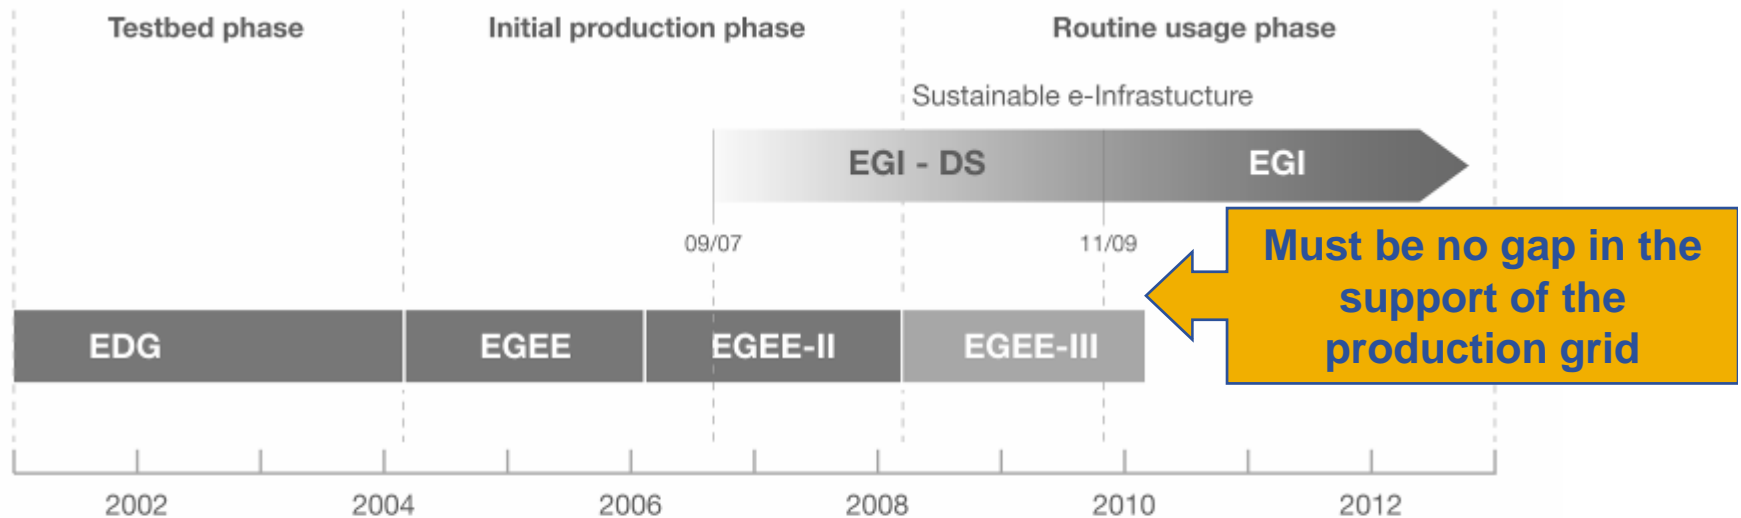 Testbed phase
Initial production phase
Routine usage phase
Sustainable e-Infrastucture
EGI - DS
EGI
09/07
11/09
Must be no gap in the
support of the
production grid
EDG
EGEE
EGEE-II
EGEE-III
2002
2004
2006
2008
2010
2012